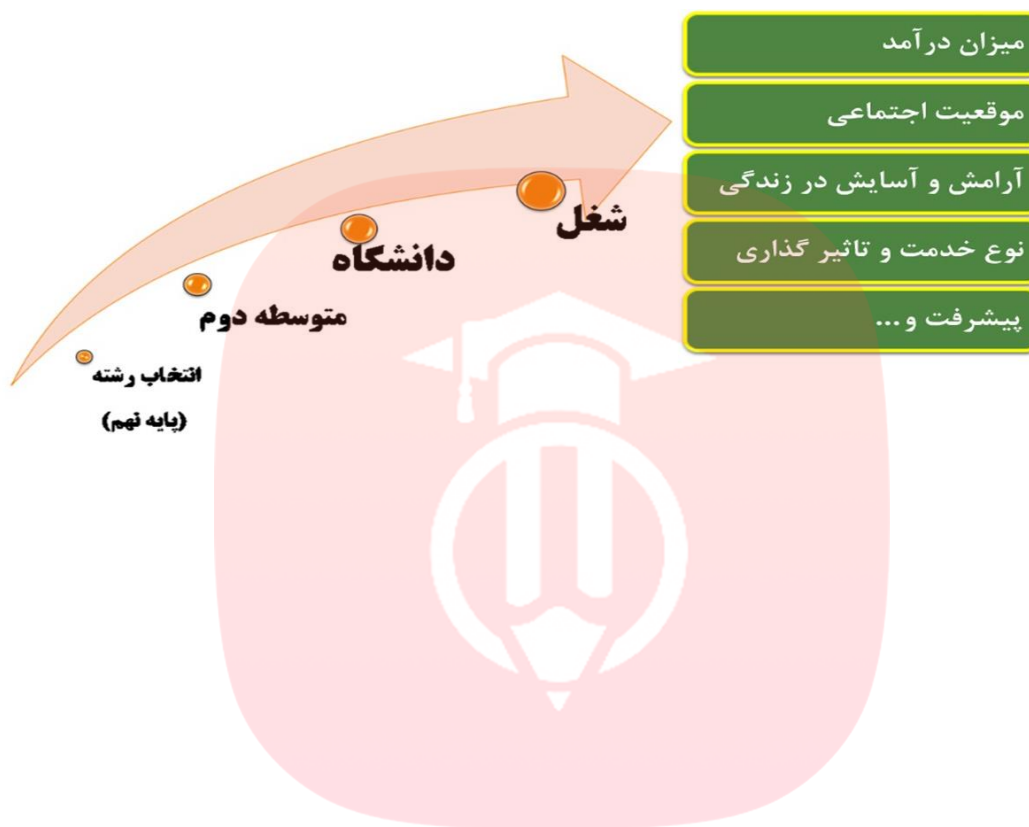 میزان درآمد
موقعیت اجتماعی
آرامش و آسایش در زندگی
نوع خدمت و تاثیر گذاری
پیشرفت و...
شغل
دانشگاه
متوسطه دوم
انتخاب رشته
(پایه نهم)